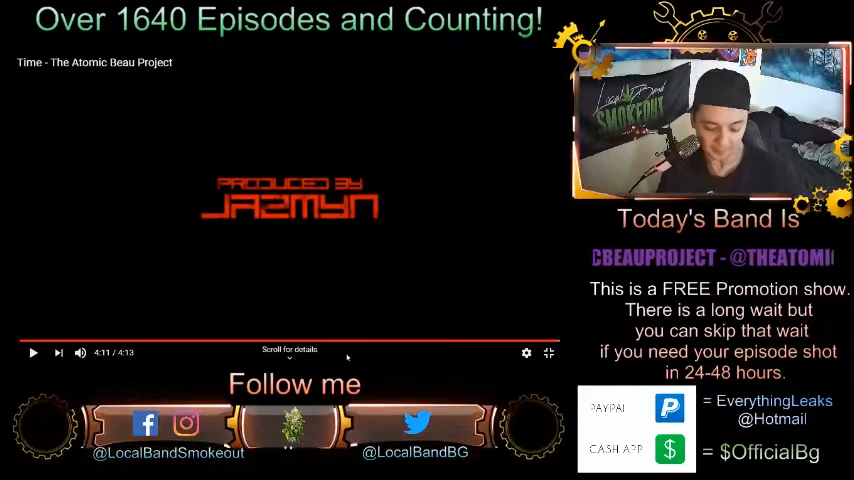 Over 1640 Episodes and Counting!
Time - The Atomic Beau Project
PRODUCED BY
JAZMYN
4:11 / 4:13
Scroll for details
Follow me
@LocalBandSmokeout
@LocalBandBG
Local Band
SMOKEOUT
Today's Band Is
CBEAUPROJECT - @THEATOMI
This is a FREE Promotion show.
There is a long wait but
you can skip that wait
if you need your episode shot
in 24-48 hours.
PAYPAL
= EverythingLeaks
@Hotmail
CASH APP
= $OfficialBg